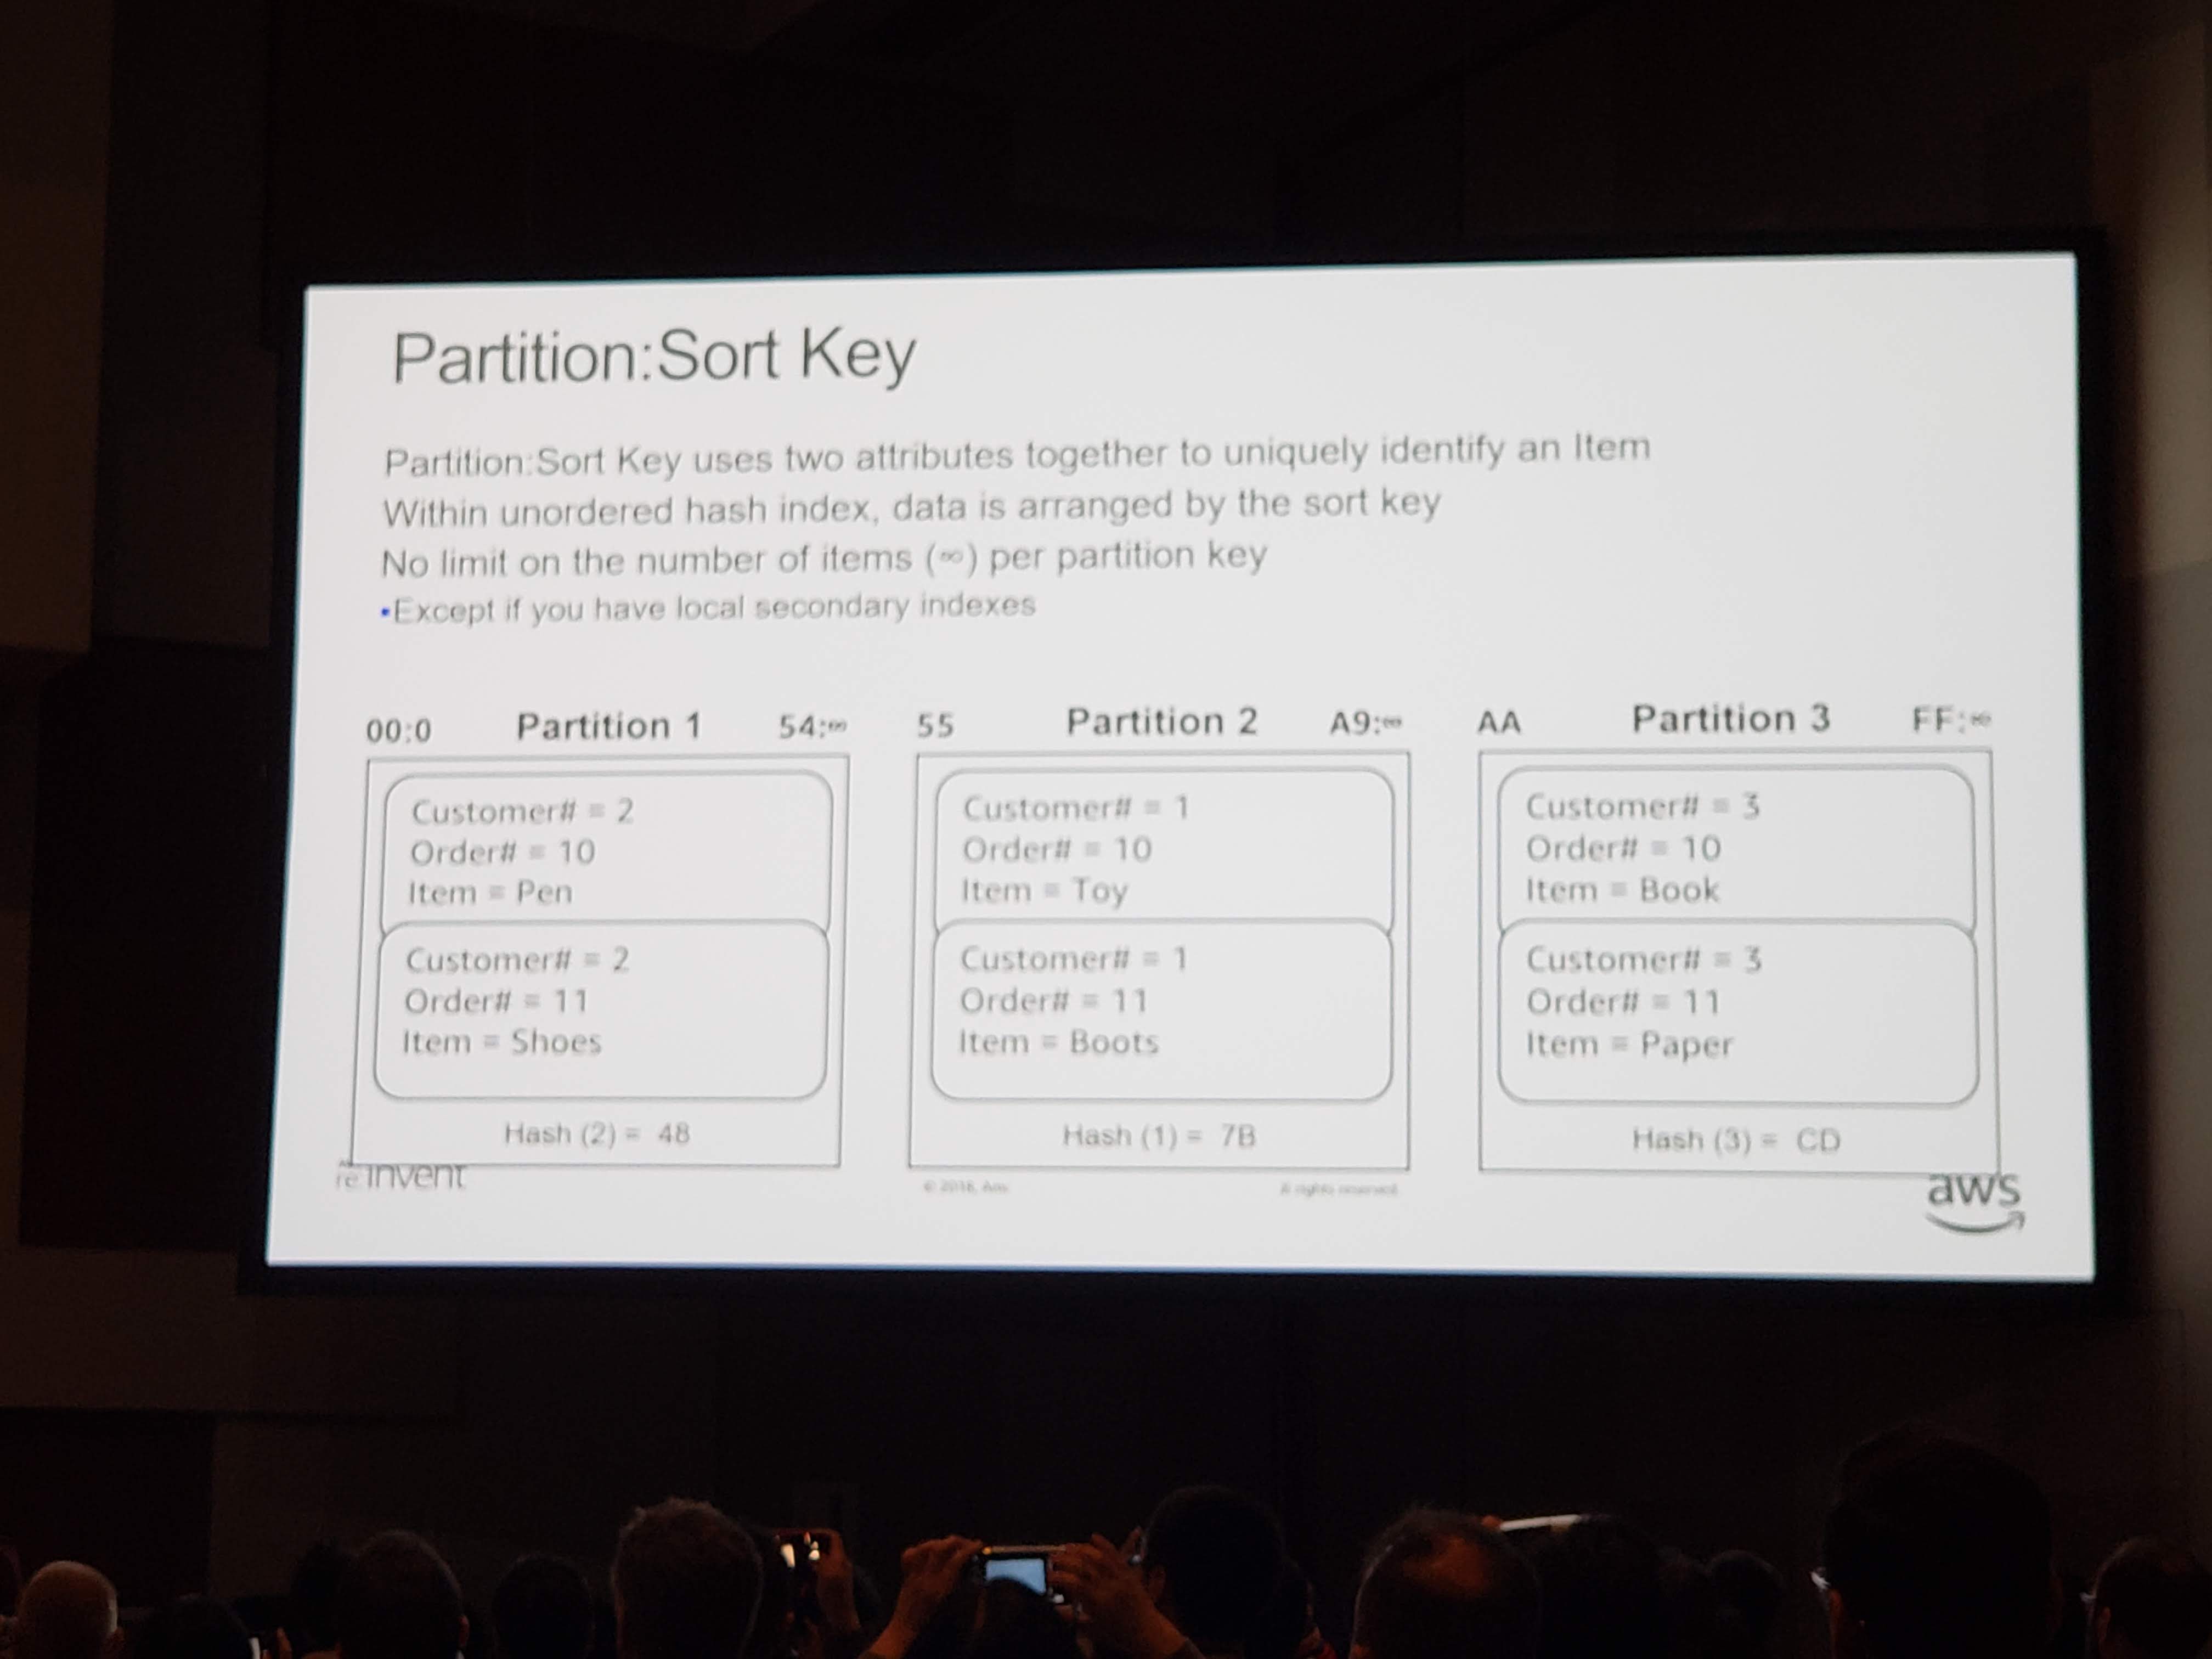 Partition:Sort Key
Partition:Sort Key uses two attributes together to uniquely identify an Item
Within unordered hash index, data is arranged by the sort key
No limit on the number of items (∞) per partition key
•Except if you have local secondary indexes
00:0 Partition 1 54:∞
Customer# = 2
Order# = 10
Item = Pen
Customer# = 2
Order# = 11
Item = Shoes
Hash (2) = 48
55 Partition 2 A9:∞
Customer# = 1
Order# = 10
Item = Toy
Customer# = 1
Order# = 11
Item = Boots
Hash (1) = 7B
AA Partition 3 FF:∞
Customer# = 3
Order# = 10
Item = Book
Customer# = 3
Order# = 11
Item = Paper
Hash (3) = CD
re:Invent
© 2018, rights reserved.
aws